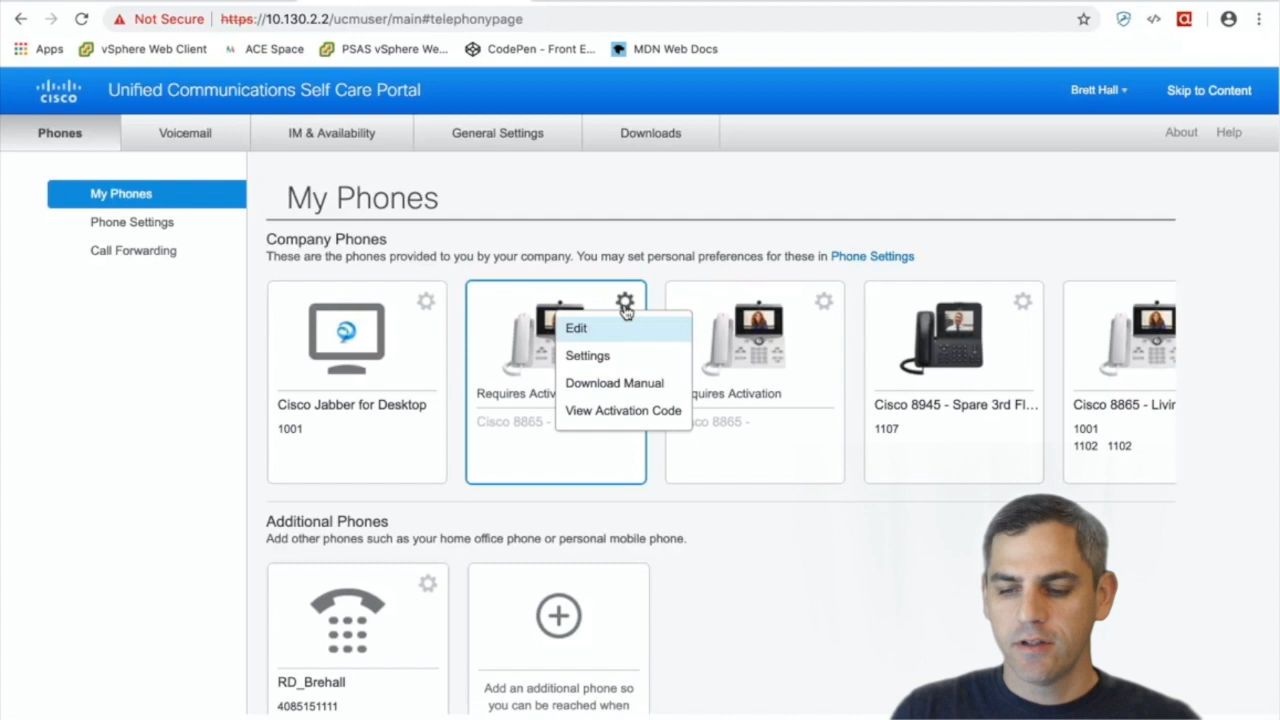 Not Secure | https://10.130.2.2/ucmuser/main#telephonypage
Apps vSphere Web Client ACE Space PSAS vSphere We... CodePen - Front E... MDN Web Docs
CISCO Unified Communications Self Care Portal Brett Hall Skip to Content
Phones Voicemail IM & Availability General Settings Downloads About Help
My Phones
Phone Settings
Call Forwarding
My Phones
Company Phones
These are the phones provided to you by your company. You may set personal preferences for these in Phone Settings
Cisco Jabber for Desktop
1001
Requires Activ
Cisco 8865 -
Edit
Settings
Download Manual
View Activation Code
quires Activation
sco 8865 -
Cisco 8945 - Spare 3rd Fl...
1107
Cisco 8865 - Livin
1001
1102 1102
Additional Phones
Add other phones such as your home office phone or personal mobile phone.
RD_Brehall
4085151111
Add an additional phone so
you can be reached when